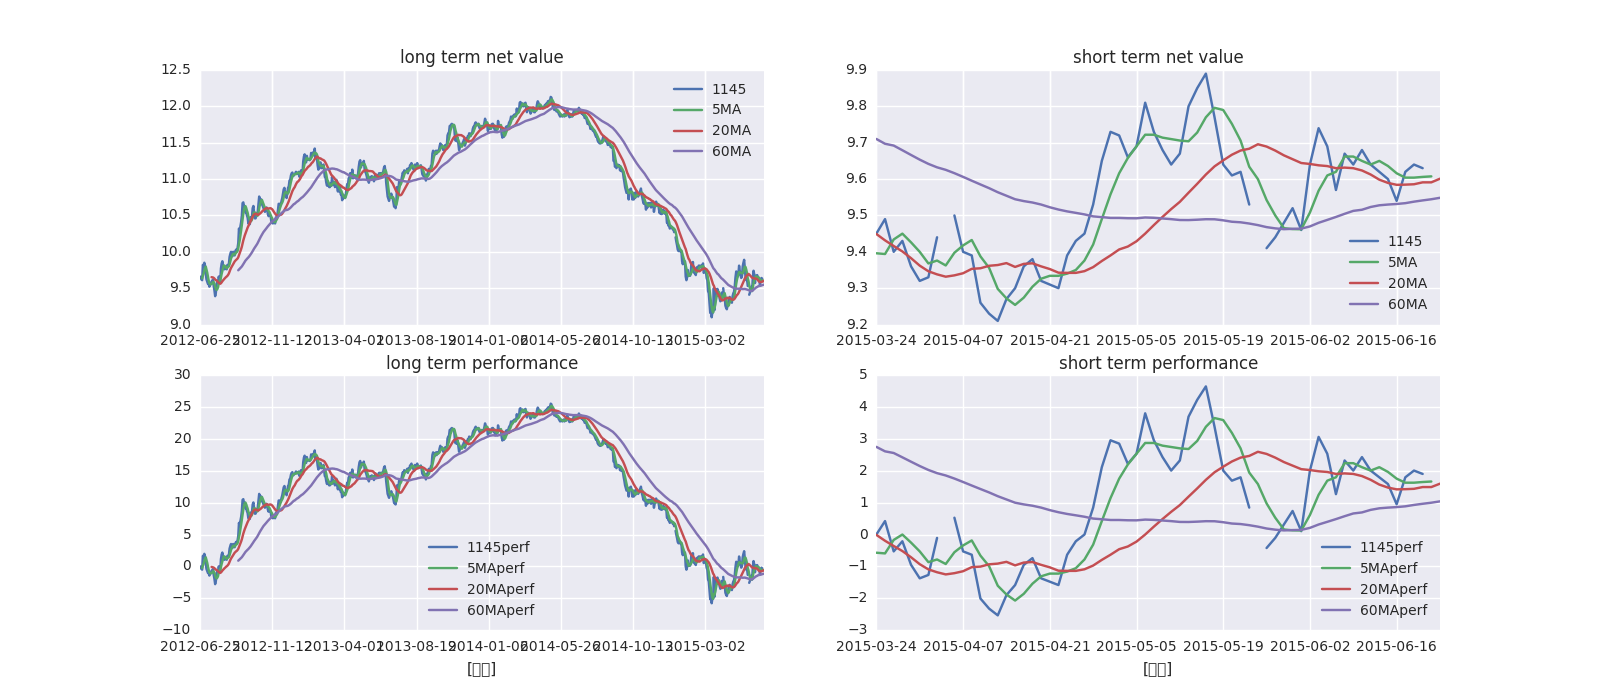 long term net value
12.5
12.0
11.5
11.0
10.5
10.0
9.5
9.0
1145
5MA
20MA
60MA
2012-06-25 2012-11-12 2013-04-01 2013-08-19 2014-01-06 2014-05-26 2014-10-13 2015-03-02
short term net value
9.9
9.8
9.7
9.6
9.5
9.4
9.3
9.2
1145
5MA
20MA
60MA
2015-03-24 2015-04-07 2015-04-21 2015-05-05 2015-05-19 2015-06-02 2015-06-16
long term performance
30
25
20
15
10
5
0
−5
−10
1145perf
5MAperf
20MAperf
60MAperf
2012-06-25 2012-11-12 2013-04-01 2013-08-19 2014-01-06 2014-05-26 2014-10-13 2015-03-02
short term performance
5
4
3
2
1
0
−1
−2
−3
1145perf
5MAperf
20MAperf
60MAperf
2015-03-24 2015-04-07 2015-04-21 2015-05-05 2015-05-19 2015-06-02 2015-06-16